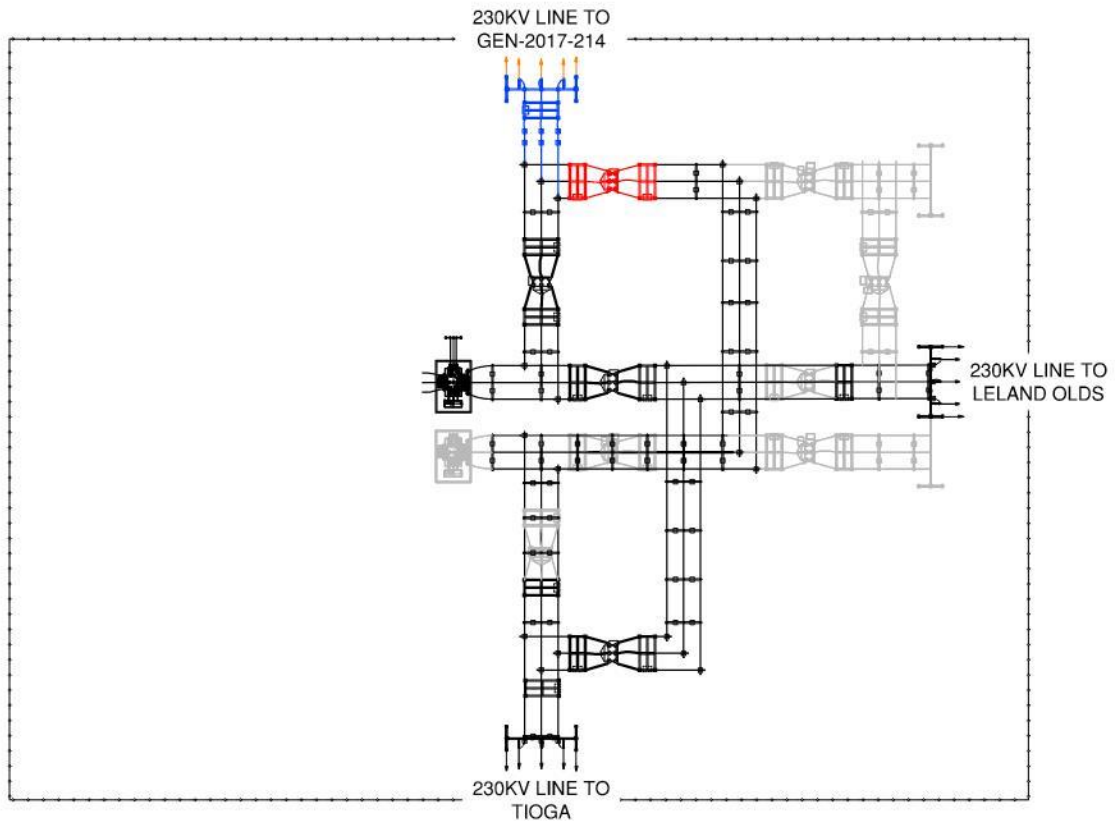 230KV LINE TO
GEN-2017-214
230KV LINE TO
LELAND OLDS
230KV LINE TO
TIOGA